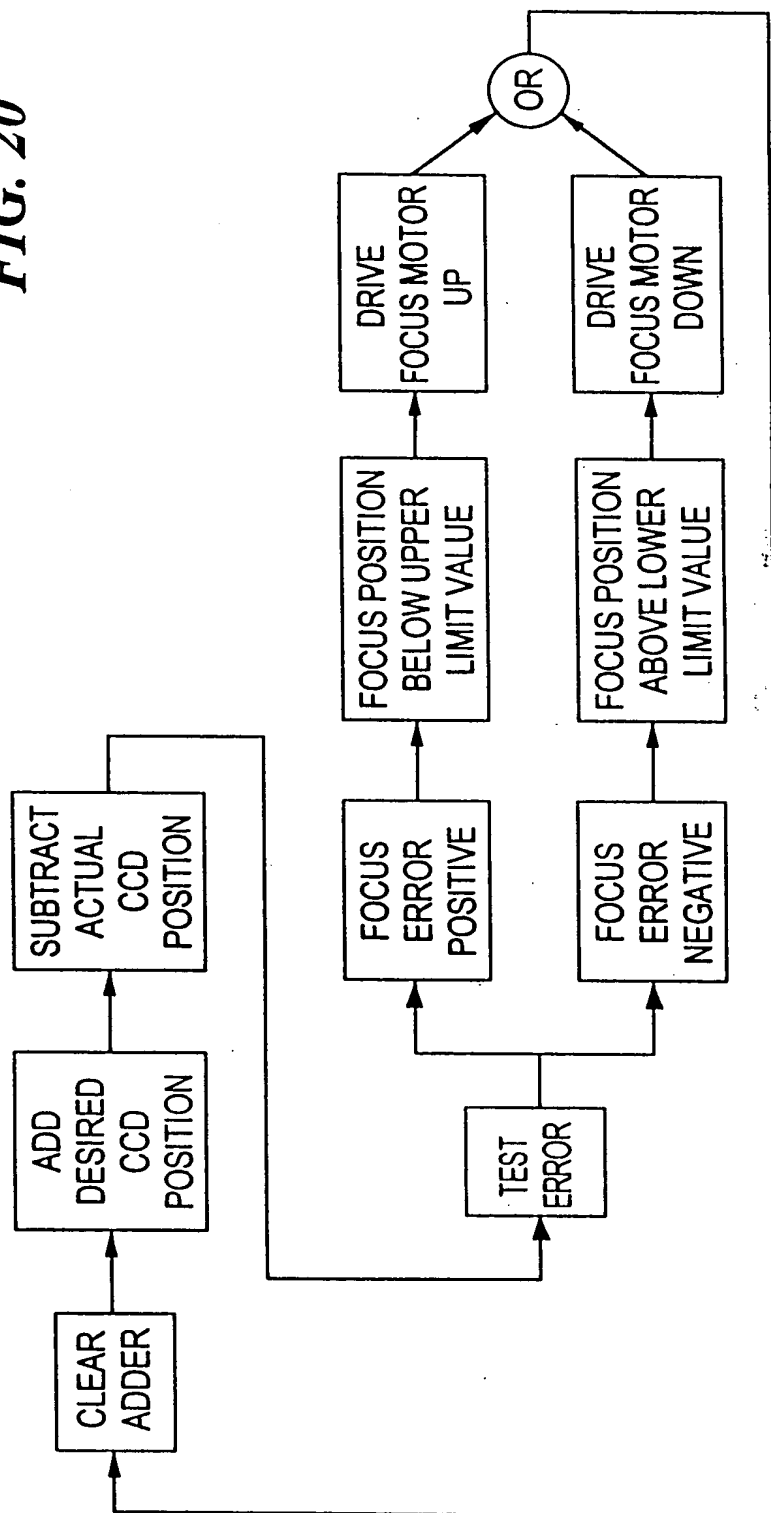 FIG. 20
CLEAR
ADDER
ADD
DESIRED
CCD
POSITION
SUBTRACT
ACTUAL
CCD
POSITION
TEST
ERROR
FOCUS
ERROR
POSITIVE
FOCUS POSITION
BELOW UPPER
LIMIT VALUE
DRIVE
FOCUS MOTOR
UP
FOCUS
ERROR
NEGATIVE
FOCUS POSITION
ABOVE LOWER
LIMIT VALUE
DRIVE
FOCUS MOTOR
DOWN
OR